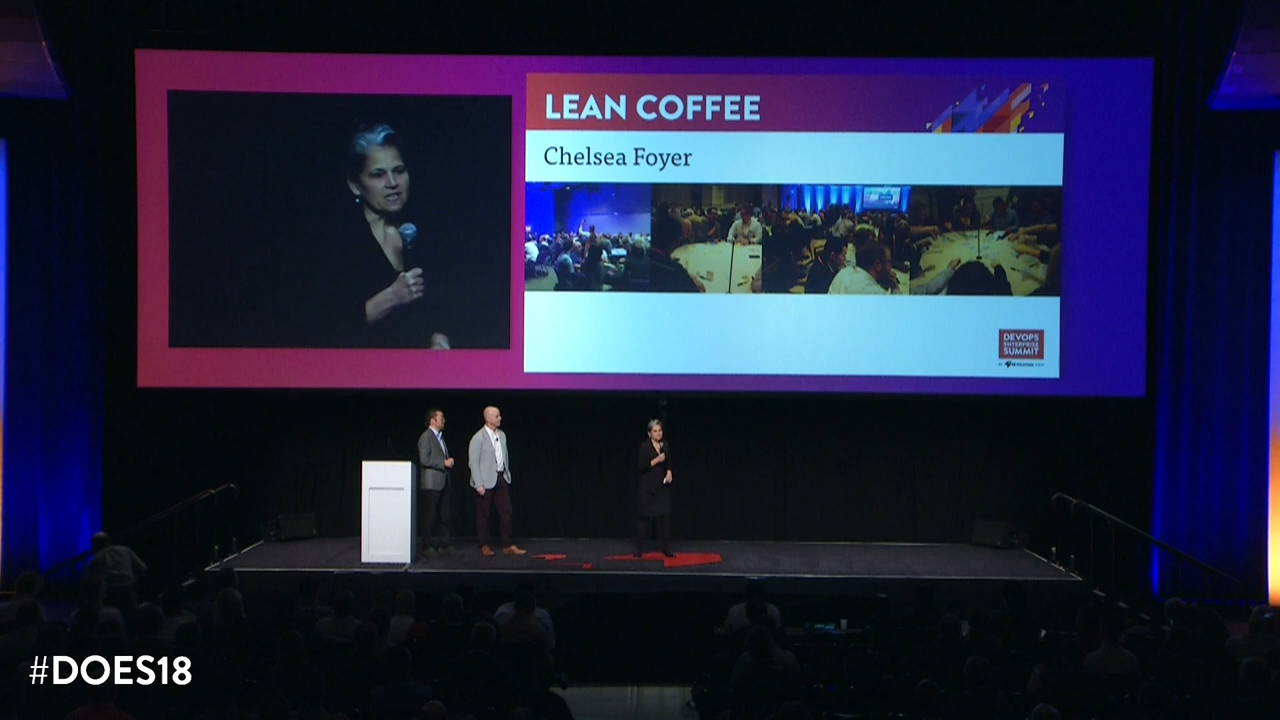 LEAN COFFEE
Chelsea Foyer
DEVOPS
ENTERPRISE
SUMMIT
#DOES18